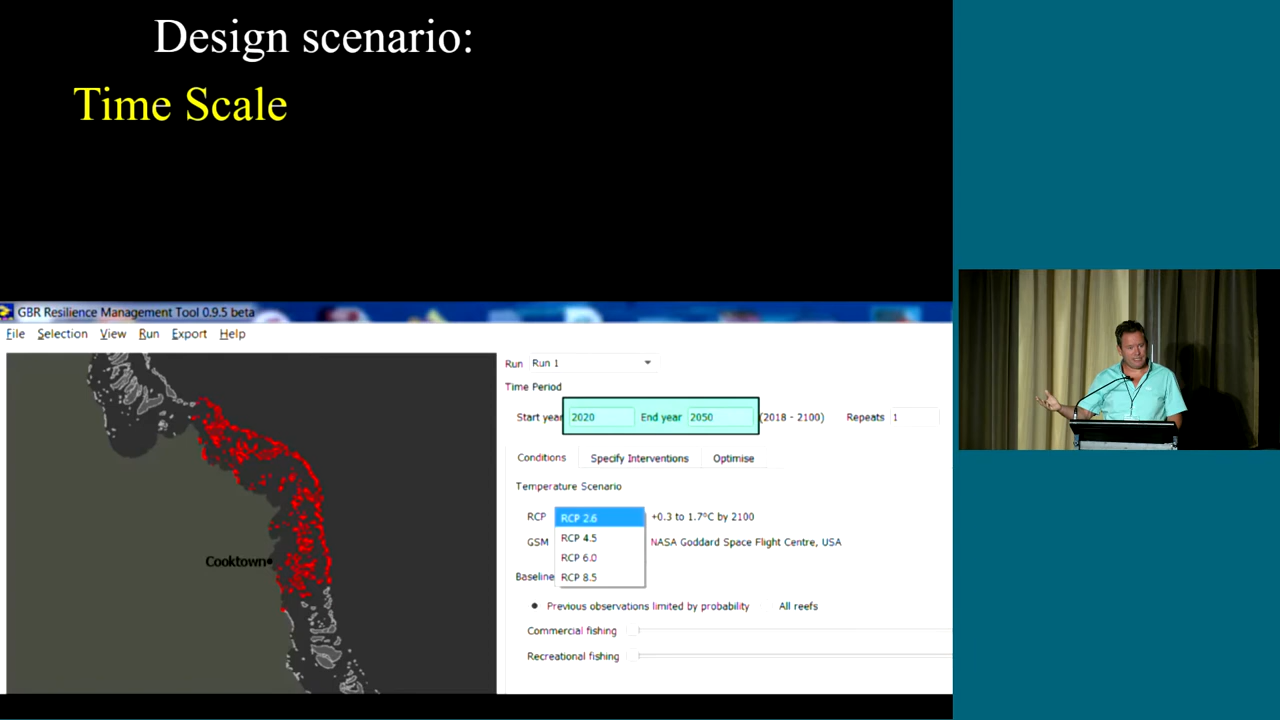 Design scenario:
Time Scale
GBR Resilience Management Tool 0.9.5 beta
File Selection View Run Export Help
Run Run 1
Time Period
Start year 2020 End year 2050 (2018 - 2100) Repeats 1
Conditions Specify Interventions Optimise
Temperature Scenario
RCP RCP 2.6 +0.3 to 1.7°C by 2100
RCP 4.5
GSM NASA Goddard Space Flight Centre, USA
RCP 6.0
Baseline RCP 8.5
Previous observations limited by probability All reefs
Commercial fishing
Recreational fishing
Cooktown